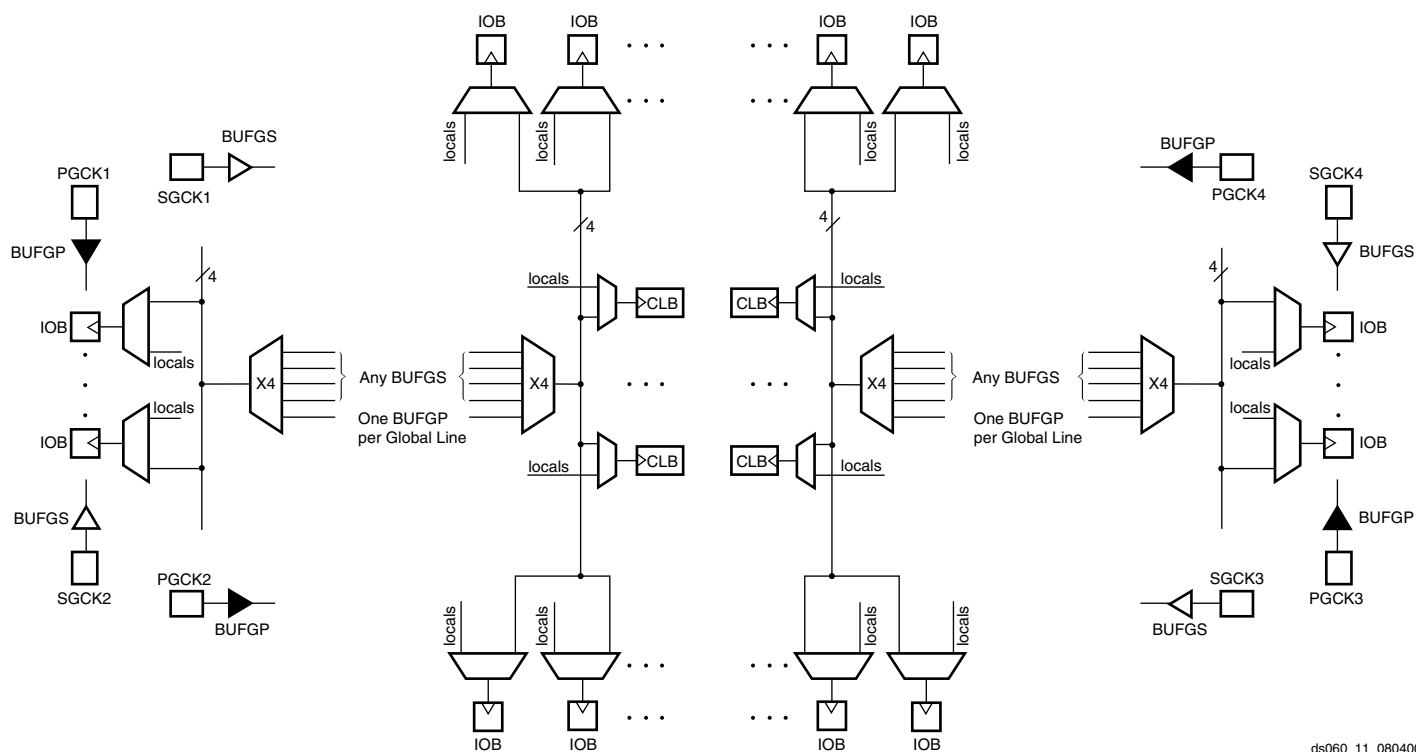 IOB IOB IOB IOB
locals locals locals locals
BUFGS BUFGP
PGCK1 SGCK4
SGCK1 PGCK4
4 4
BUFGP BUFGS
4 4
locals locals
CLB CLB
IOB IOB
locals locals
X4 Any BUFGS X4 X4 Any BUFGS X4
locals locals
One BUFGP One BUFGP
per Global Line per Global Line
IOB IOB
CLB CLB
locals locals
BUFGS BUFGP
PGCK2 SGCK3
SGCK2 PGCK3
BUFGP BUFGS
locals locals locals locals
IOB IOB IOB IOB